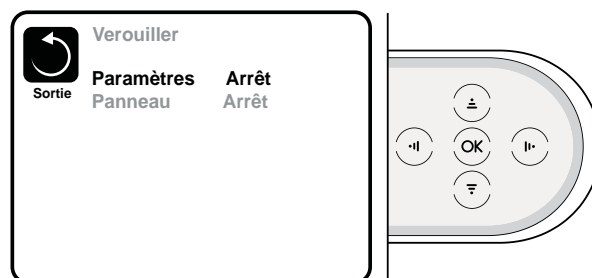 Verouiller
Sortie
Paramètres Arrêt
Panneau Arrêt
OK